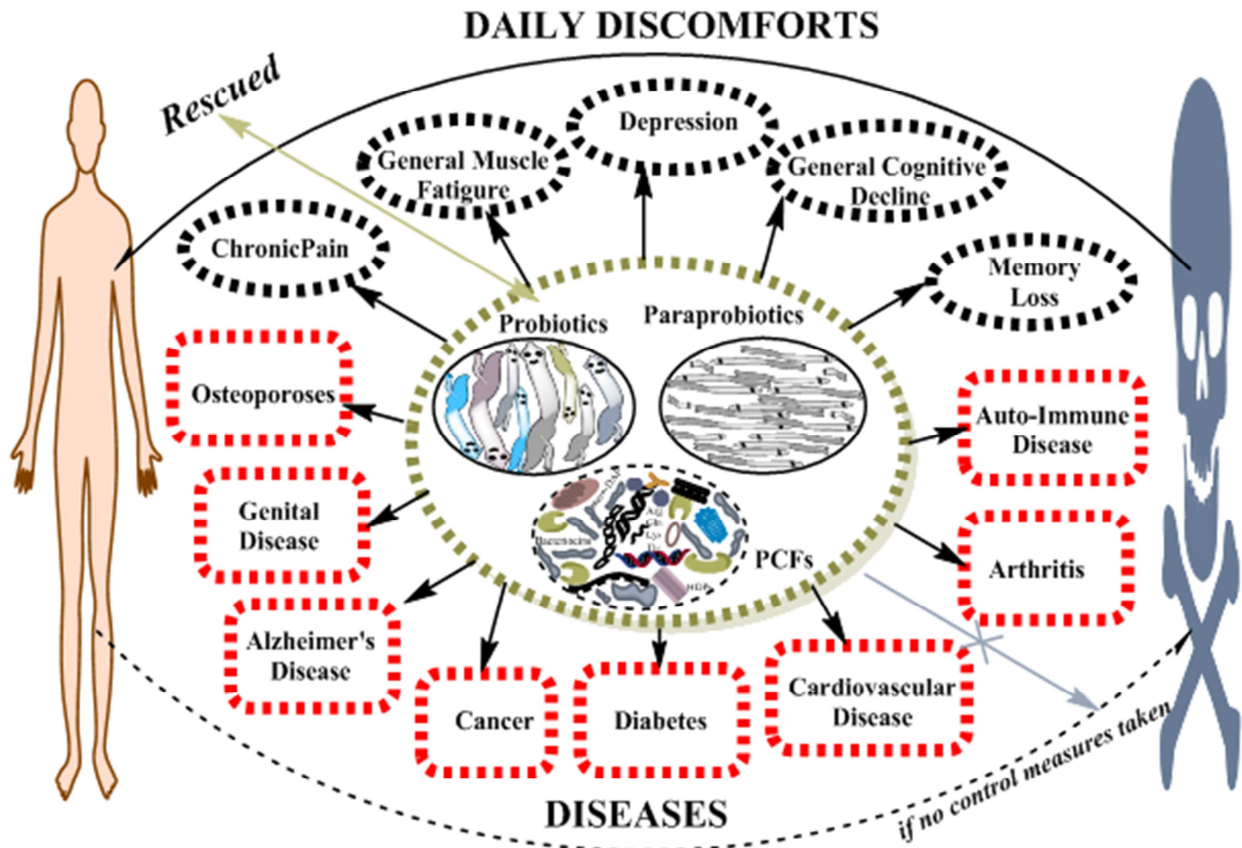 DAILY DISCOMFORTS
Rescued
Depression
General Muscle
Fatigure
General Cognitive
Decline
ChronicPain
Memory
Loss
Probiotics
Paraprobiotics
Osteoporoses
Auto-Immune
Disease
Genital
Disease
Bacteriocins
PCFs
Arthritis
Alzheimer's
Disease
Cancer
Diabetes
Cardiovascular
Disease
DISEASES
if no control measures taken